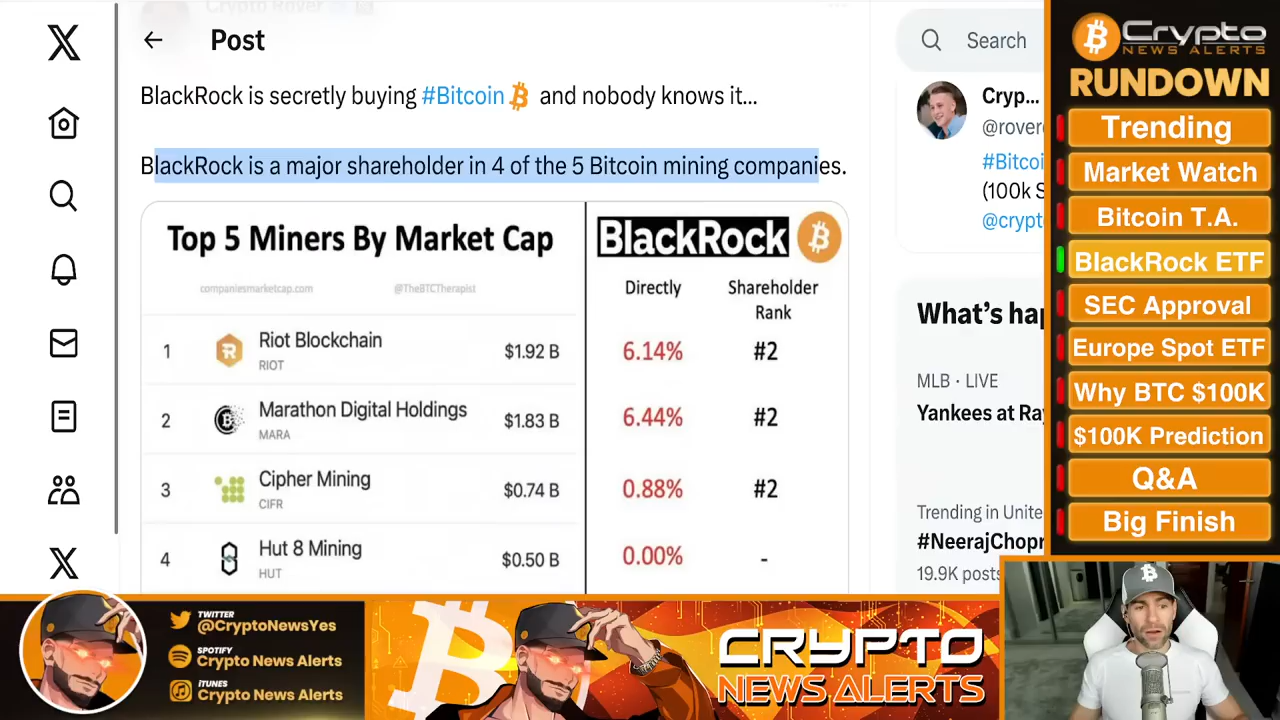 Post
BlackRock is secretly buying #Bitcoin and nobody knows it...
BlackRock is a major shareholder in 4 of the 5 Bitcoin mining companies.
Top 5 Miners By Market Cap
companiesmarketcap.com @TheBTCTherapist
BlackRock
Directly Shareholder Rank
1 Riot Blockchain $1.92 B 6.14% #2
RIOT
2 Marathon Digital Holdings $1.83 B 6.44% #2
MARA
3 Cipher Mining $0.74 B 0.88% #2
CIFR
4 Hut 8 Mining $0.50 B 0.00% -
HUT
Search
Cryp...
@rovere
#Bitcoi
(100k S
@crypt
What's hap
MLB · LIVE
Yankees at Ray
Trending in Unite
#NeerajChopr
19.9K posts
Crypto
NEWS ALERTS
RUNDOWN
Trending
Market Watch
Bitcoin T.A.
BlackRock ETF
SEC Approval
Europe Spot ETF
Why BTC $100K
$100K Prediction
Q&A
Big Finish
TWITTER
@CryptoNewsYes
SPOTIFY
Crypto News Alerts
iTUNES
Crypto News Alerts
CRYPTO
NEWS ALERTS